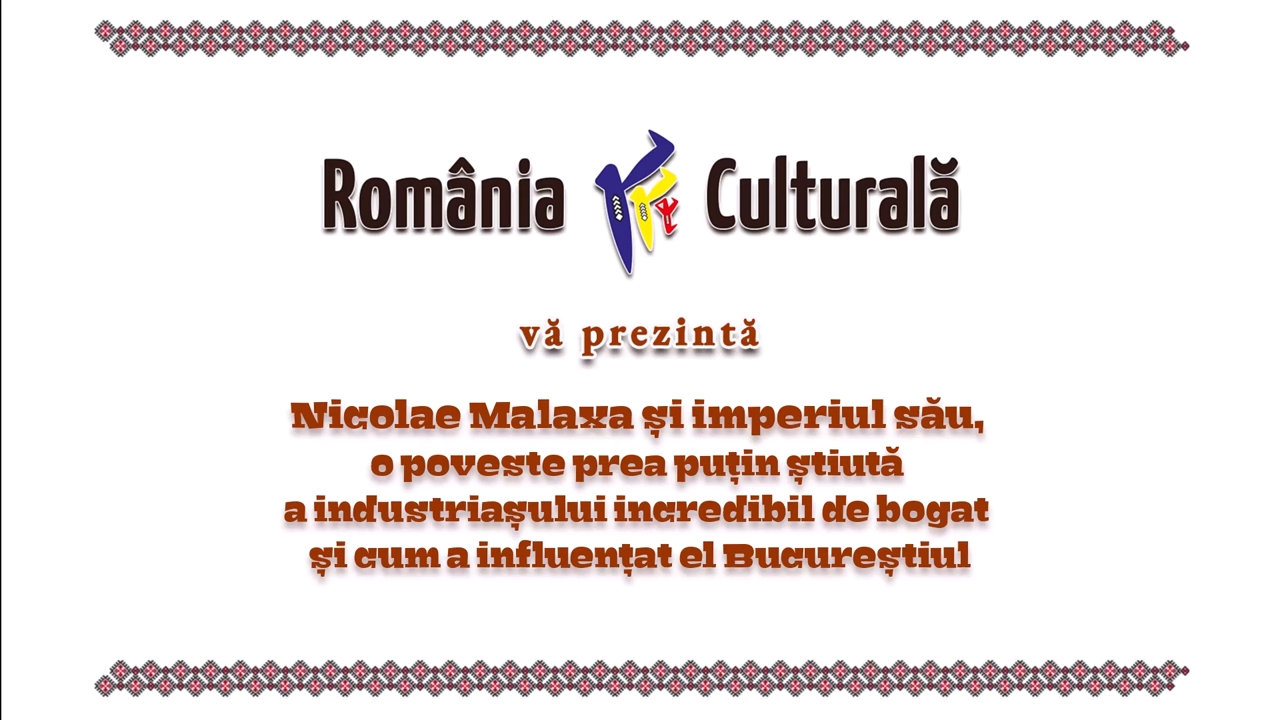 România Culturală
vă prezintă
Nicolae Malaxa și imperiul său,
o poveste prea puțin știută
a industriașului incredibil de bogat
și cum a influențat el Bucureștiul